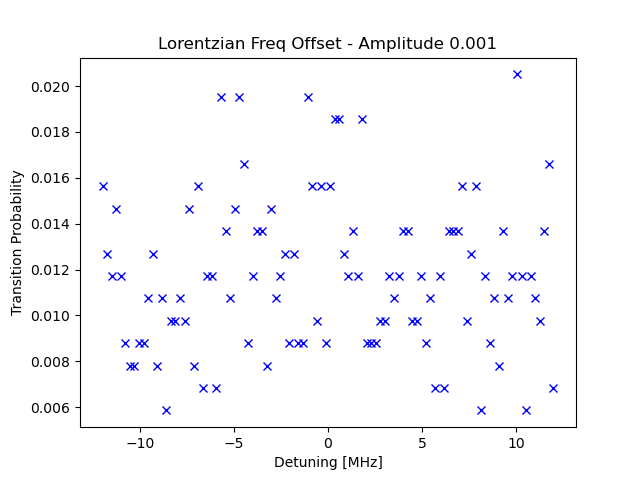 Lorentzian Freq Offset - Amplitude 0.001
Transition Probability
0.020
0.018
0.016
0.014
0.012
0.010
0.008
0.006
−10 −5 0 5 10
Detuning [MHz]